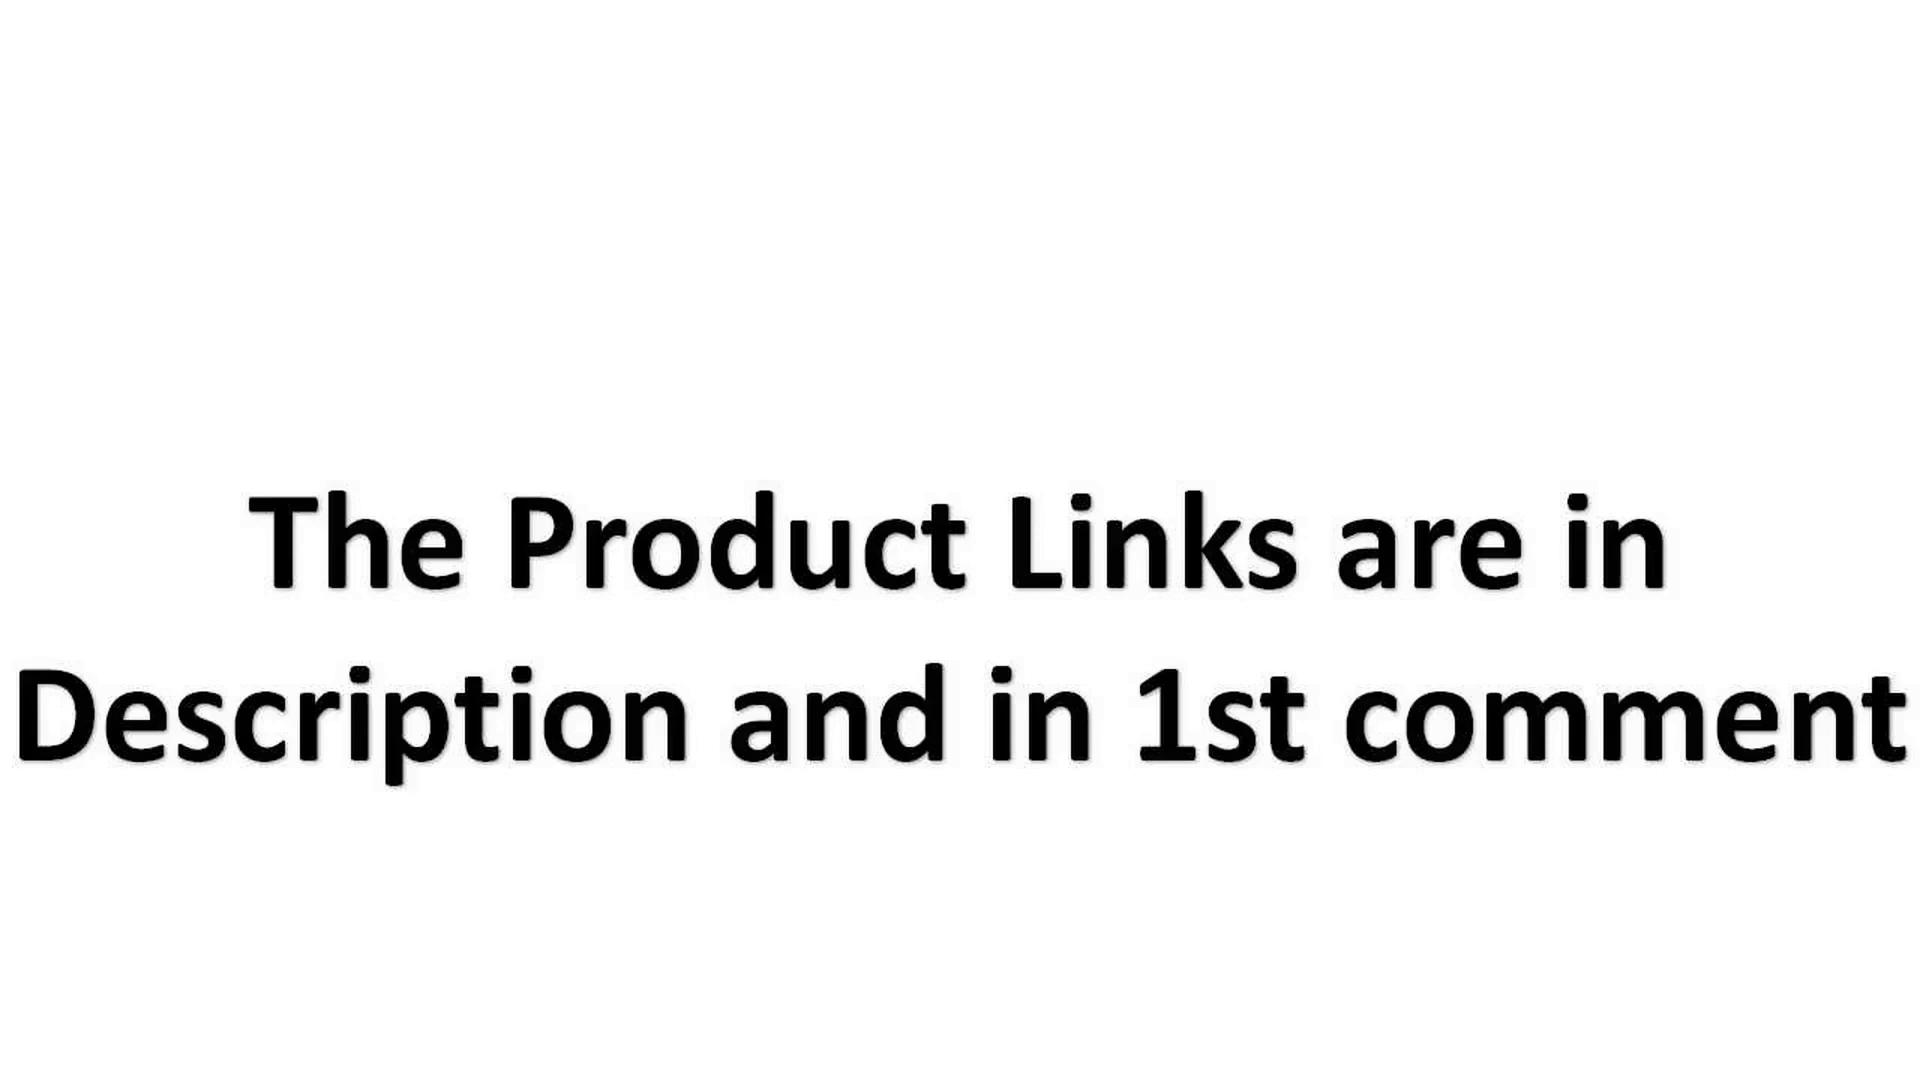 The Product Links are in
Description and in 1st comment